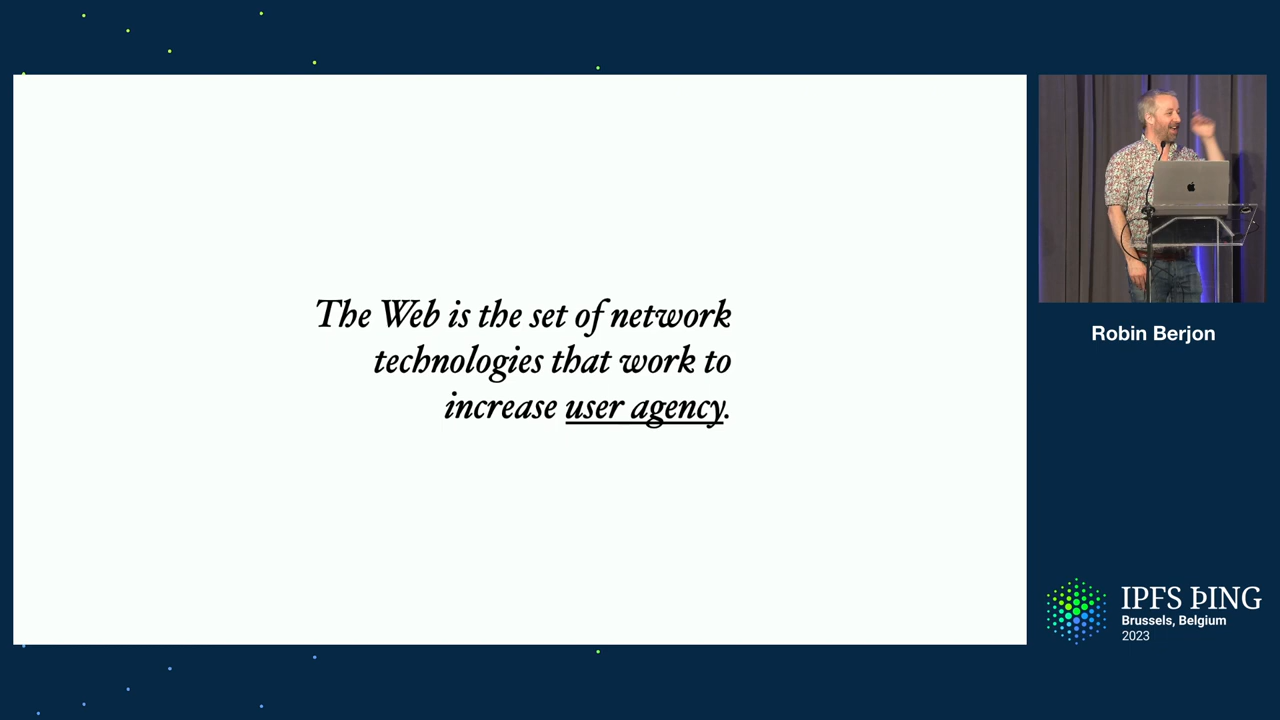 The Web is the set of network
technologies that work to
increase user agency.
Robin Berjon
IPFS ÞING
Brussels, Belgium
2023